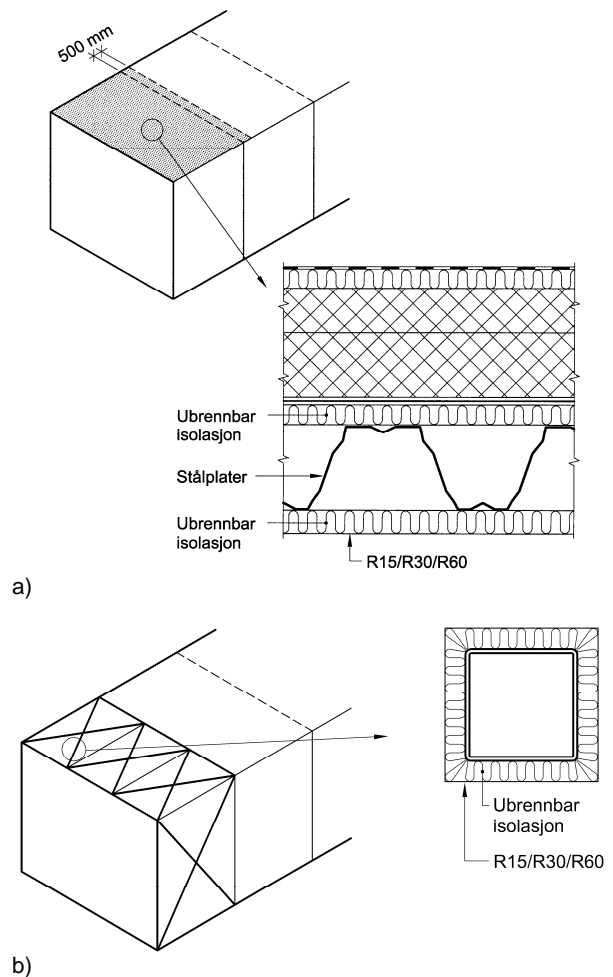 500 mm
Ubrennbar
isolasjon
Stålplater
Ubrennbar
isolasjon
R15/R30/R60
a)
Ubrennbar
isolasjon
R15/R30/R60
b)